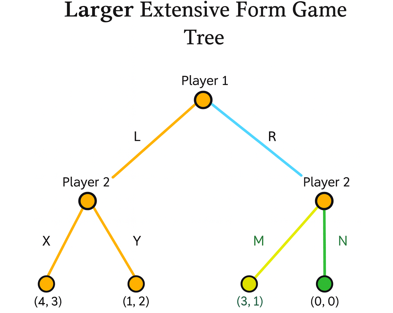 Larger Extensive Form Game
Tree
Player 1
L
R
Player 2
Player 2
X
Y
M
N
(4, 3)
(1, 2)
(3, 1)
(0, 0)